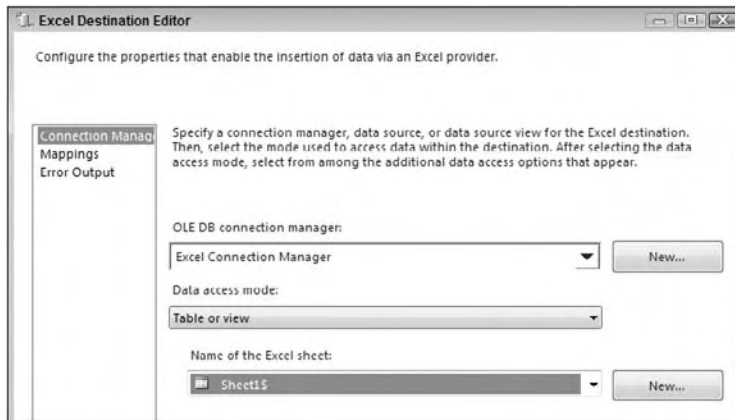 Excel Destination Editor
Configure the properties that enable the insertion of data via an Excel provider.
Connection Manag
Mappings
Error Output
Specify a connection manager, data source, or data source view for the Excel destination.
Then, select the mode used to access data within the destination. After selecting the data
access mode, select from among the additional data access options that appear.
OLE DB connection manager:
Excel Connection Manager
New...
Data access mode:
Table or view
Name of the Excel sheet:
Sheet1$
New...